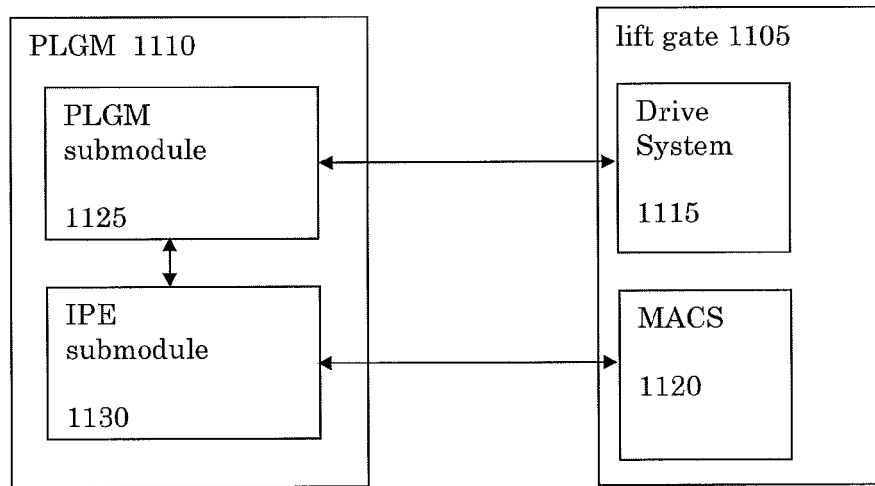 PLGM 1110
PLGM
submodule
1125
IPE
submodule
1130
lift gate 1105
Drive
System
1115
MACS
1120